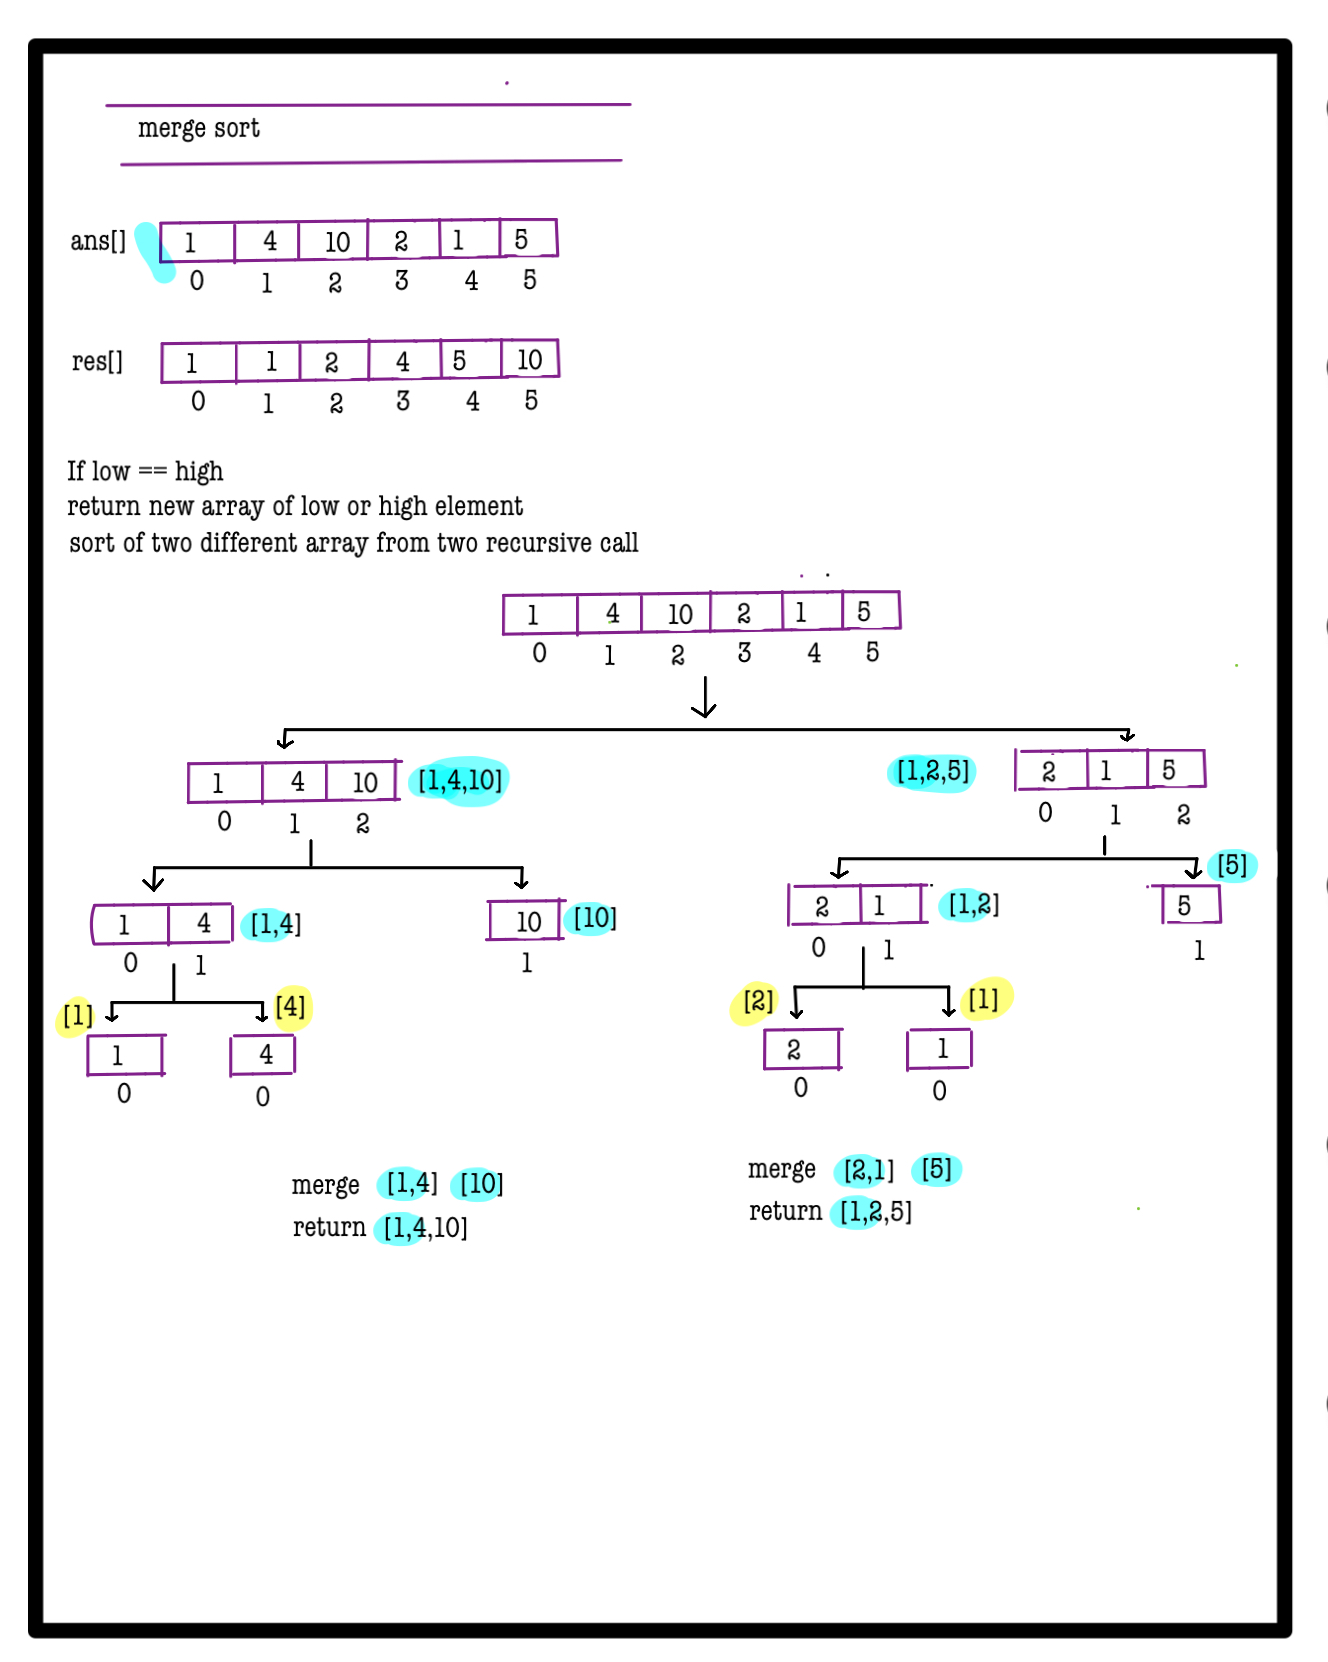 merge sort
ans[] 1 4 10 2 1 5
0 1 2 3 4 5
res[] 1 1 2 4 5 10
0 1 2 3 4 5
If low == high
return new array of low or high element
sort of two different array from two recursive call
1 4 10 2 1 5
0 1 2 3 4 5
1 4 10 [1,4,10]
0 1 2
[1,2,5] 2 1 5
0 1 2
1 4 [1,4]
0 1
10 [10]
1
2 1 [1,2]
0 1
[5]
5
1
[1] [4]
1 4
0 0
[2] [1]
2 1
0 0
merge [1,4] [10]
return [1,4,10]
merge [2,1] [5]
return [1,2,5]